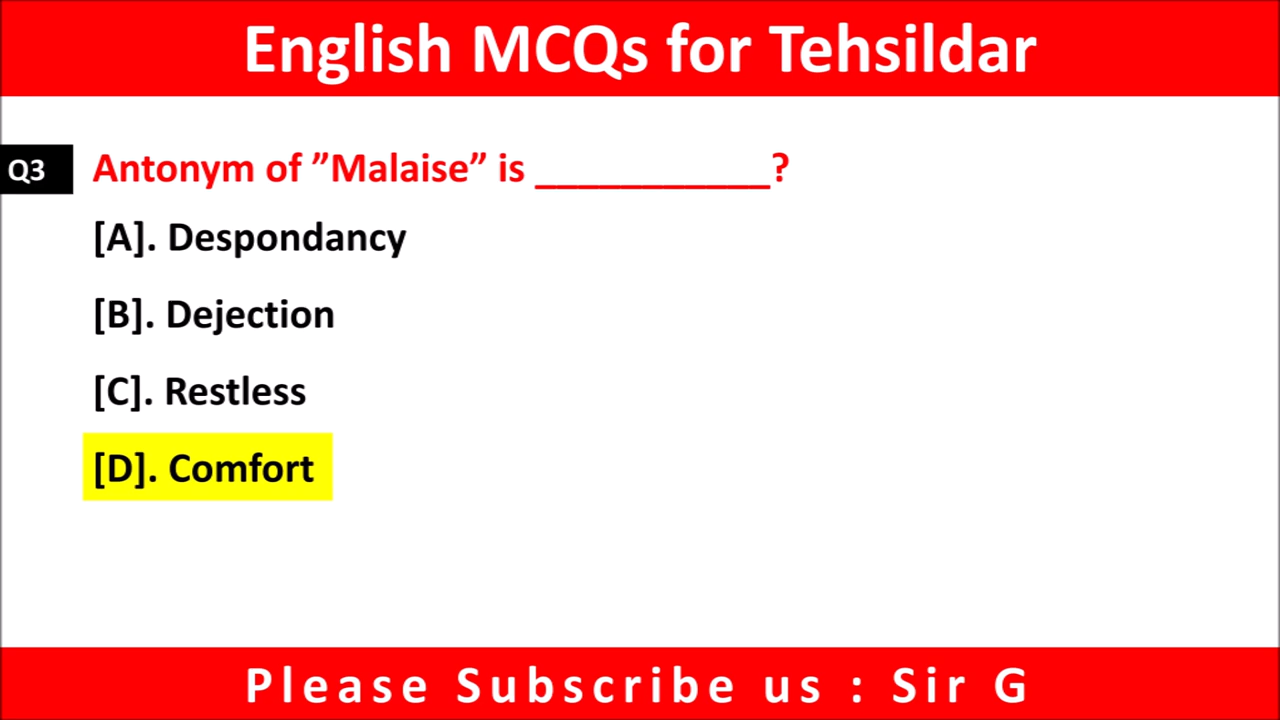 English MCQs for Tehsildar
Q3
Antonym of ”Malaise” is ___________?
[A]. Despondancy
[B]. Dejection
[C]. Restless
[D]. Comfort
Please Subscribe us : Sir G